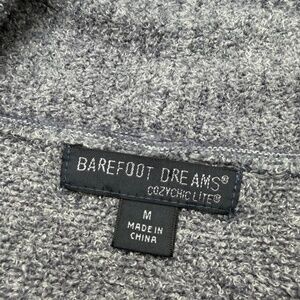 BAREFOOT DREAMS®
COZYCHIC LITE®
M
MADE IN
CHINA